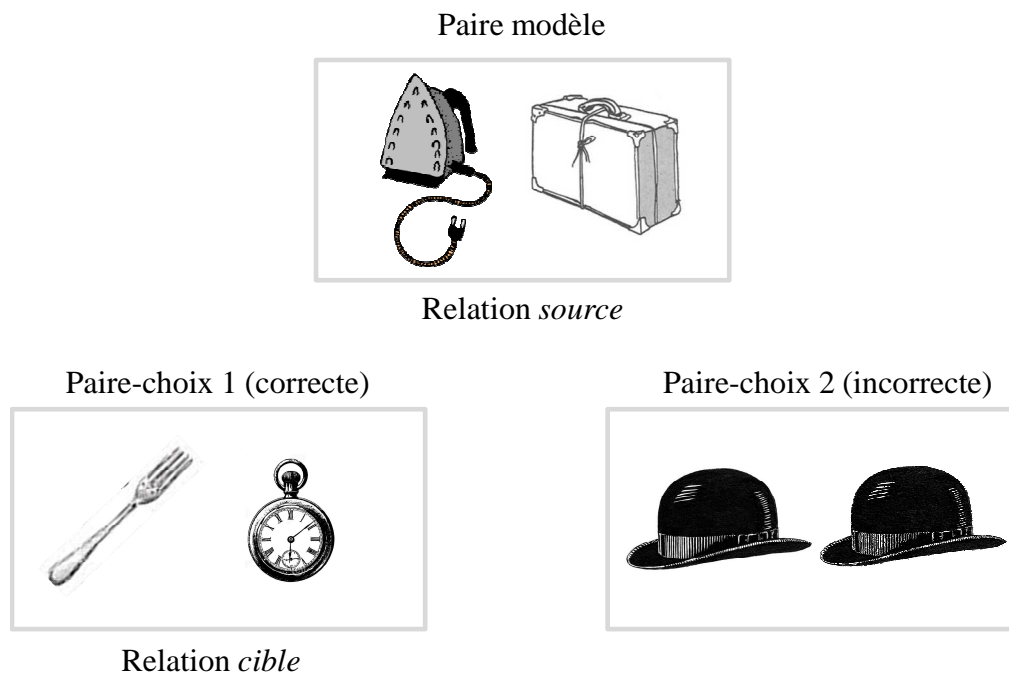 Paire modèle
Relation source
Paire-choix 1 (correcte)
Paire-choix 2 (incorrecte)
Relation cible